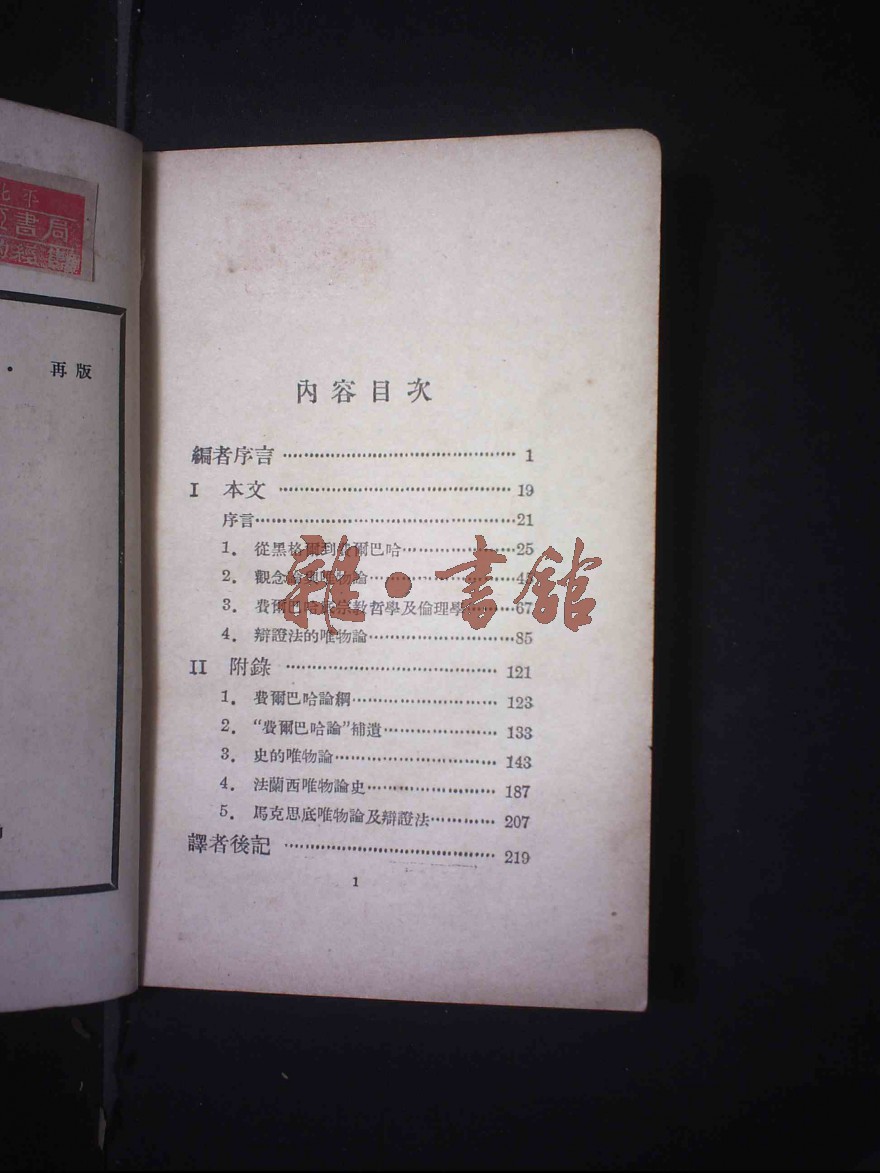 北平
書局
再版
內容目次
編者序言 ………………………………… 1
I 本文 ………………………………… 19
序言 ………………………………… 21
1. 從黑格爾到費爾巴哈 ………………… 25
2. 觀念論與唯物論 ………………… 43
3. 費爾巴哈底宗教哲學及倫理學 ……… 67
4. 辯證法的唯物論 ………………… 85
II 附錄 ………………………………… 121
1. 費爾巴哈論綱 ………………… 123
2. “費爾巴哈論”補遺 ………………… 133
3. 史的唯物論 ………………… 143
4. 法蘭西唯物論史 ………………… 187
5. 馬克思底唯物論及辯證法 ………… 207
譯者後記 ………………………………… 219
1
雜·書館